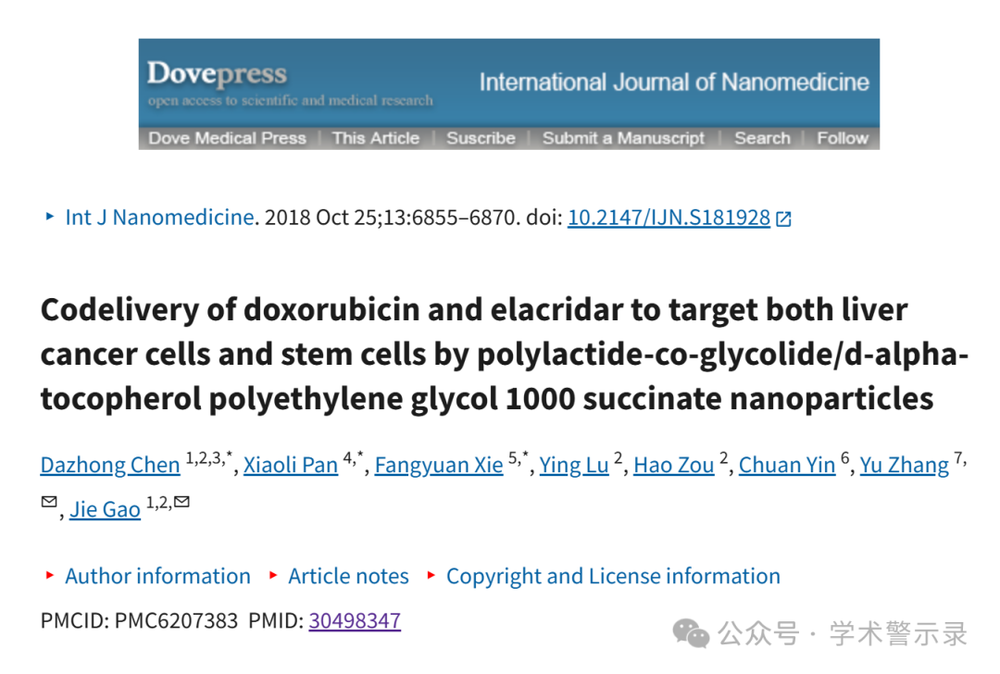 Dovepress
open access to scientific and medical research
International Journal of Nanomedicine
Dove Medical Press | This Article | Suscribe | Submit a Manuscript | Search | Follow
Int J Nanomedicine. 2018 Oct 25;13:6855–6870. doi: 10.2147/IJN.S181928
Codelivery of doxorubicin and elacridar to target both liver
cancer cells and stem cells by polylactide-co-glycolide/d-alpha-
tocopherol polyethylene glycol 1000 succinate nanoparticles
Dazhong Chen 1,2,3,*, Xiaoli Pan 4,*, Fangyuan Xie 5,*, Ying Lu 2, Hao Zou 2, Chuan Yin 6, Yu Zhang 7,
✉, Jie Gao 1,2,✉
Author information Article notes Copyright and License information
PMCID: PMC6207383 PMID: 30498347
公众号 · 学术警示录